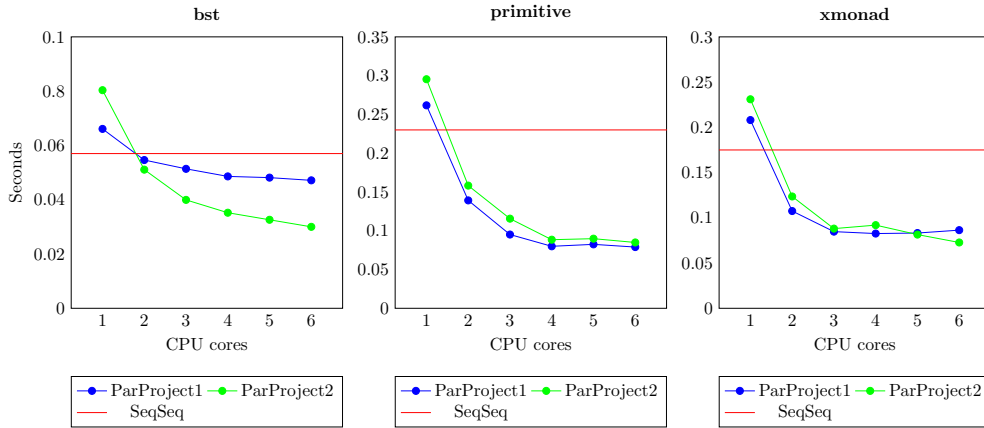 bst
primitive
xmonad
Seconds
0.1
0.8
0.06
0.04
0.02
0
1 2 3 4 5 6
CPU cores
0.35
0.3
0.25
0.2
0.15
0.1
0.05
0
1 2 3 4 5 6
CPU cores
0.3
0.25
0.2
0.15
0.1
0.05
0
1 2 3 4 5 6
CPU cores
ParProject1 ParProject2
SeqSeq
ParProject1 ParProject2
SeqSeq
ParProject1 ParProject2
SeqSeq